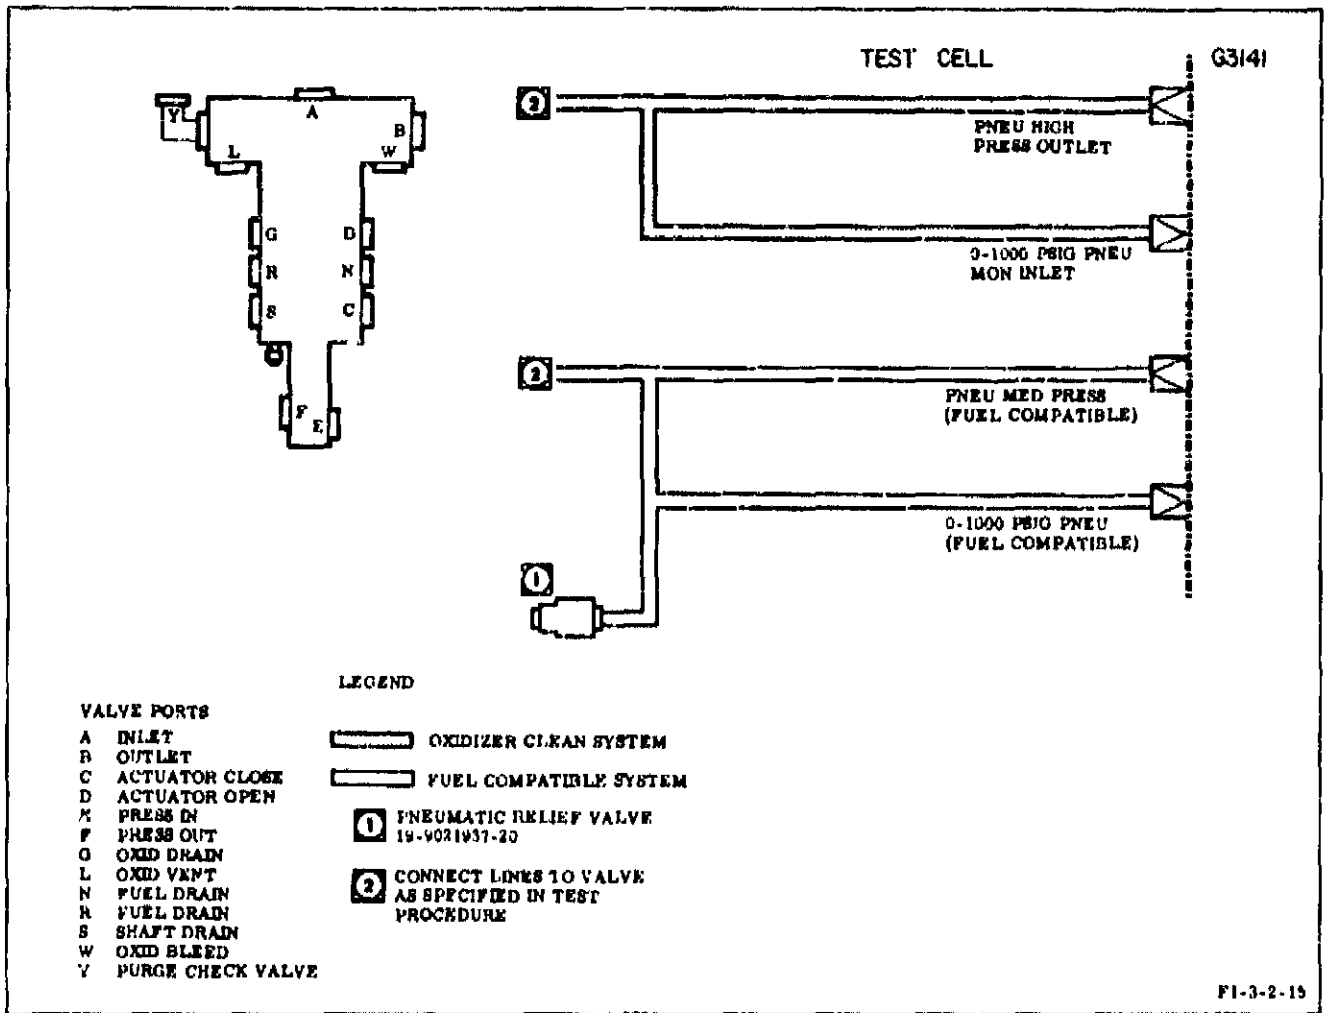 TEST CELL
G3141
Y
A
B
L
W
G
D
R
N
S
C
F
E
2
PNEU HIGH
PRESS OUTLET
0-1000 PSIG PNEU
MON INLET
2
PNEU MED PRESS
(FUEL COMPATIBLE)
0-1000 PSIG PNEU
(FUEL COMPATIBLE)
1
LEGEND
VALVE PORTS
A INLET
B OUTLET
C ACTUATOR CLOSE
D ACTUATOR OPEN
E PRESS IN
F PRESS OUT
G OXID DRAIN
L OXID VENT
N FUEL DRAIN
R FUEL DRAIN
S SHAFT DRAIN
W OXID BLEED
Y PURGE CHECK VALVE
OXIDIZER CLEAN SYSTEM
FUEL COMPATIBLE SYSTEM
1 PNEUMATIC RELIEF VALVE
19-9021937-20
2 CONNECT LINES TO VALVE
AS SPECIFIED IN TEST
PROCEDURE
F1-3-2-15